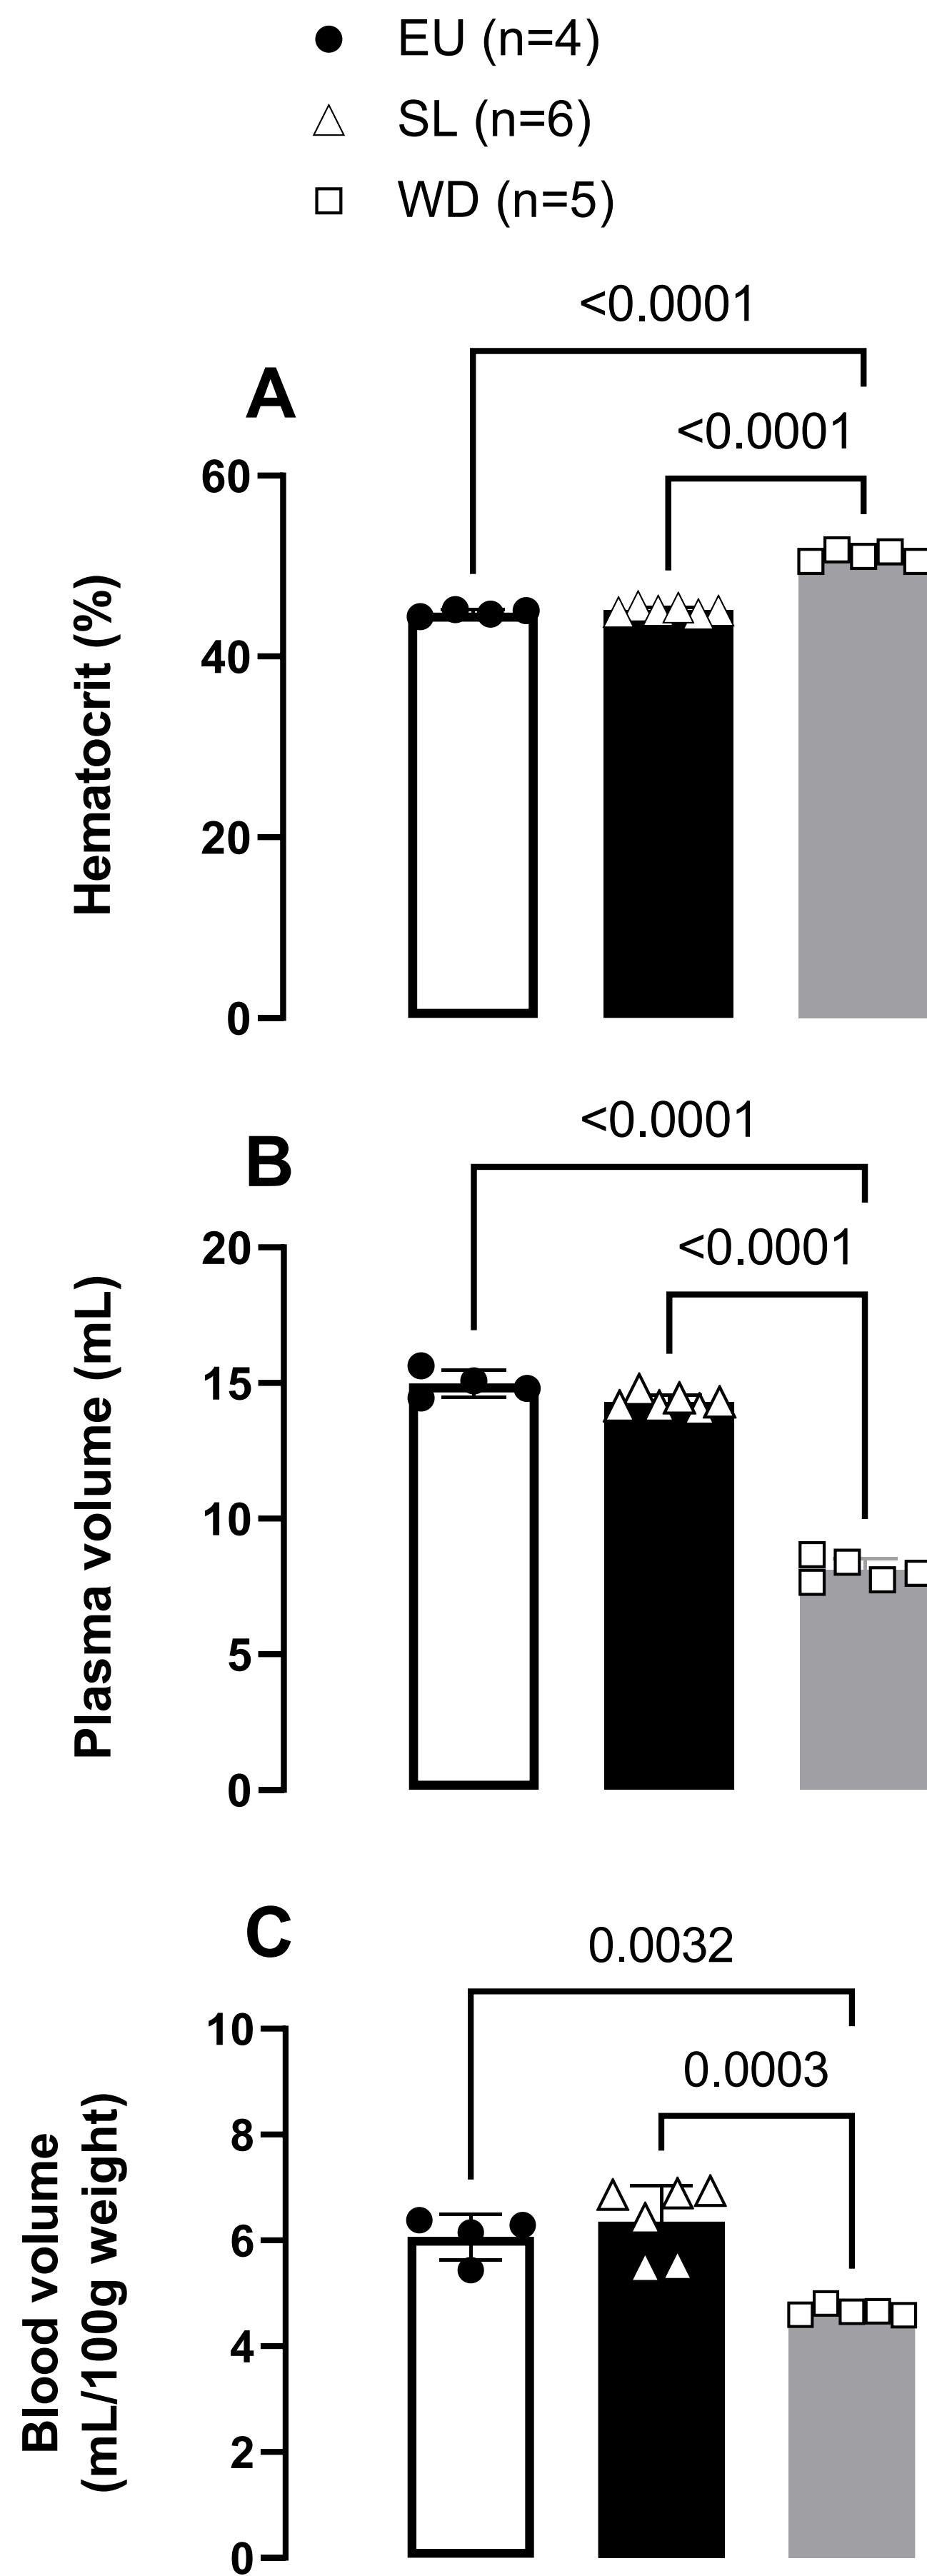 EU (n=4)
SL (n=6)
WD (n=5)
<0.0001
A
<0.0001
60
40
20
0
Hematocrit (%)
<0.0001
B
<0.0001
20
15
10
5
0
Plasma volume (mL)
C
0.0032
0.0003
10
8
6
4
2
0
Blood volume
(mL/100g weight)